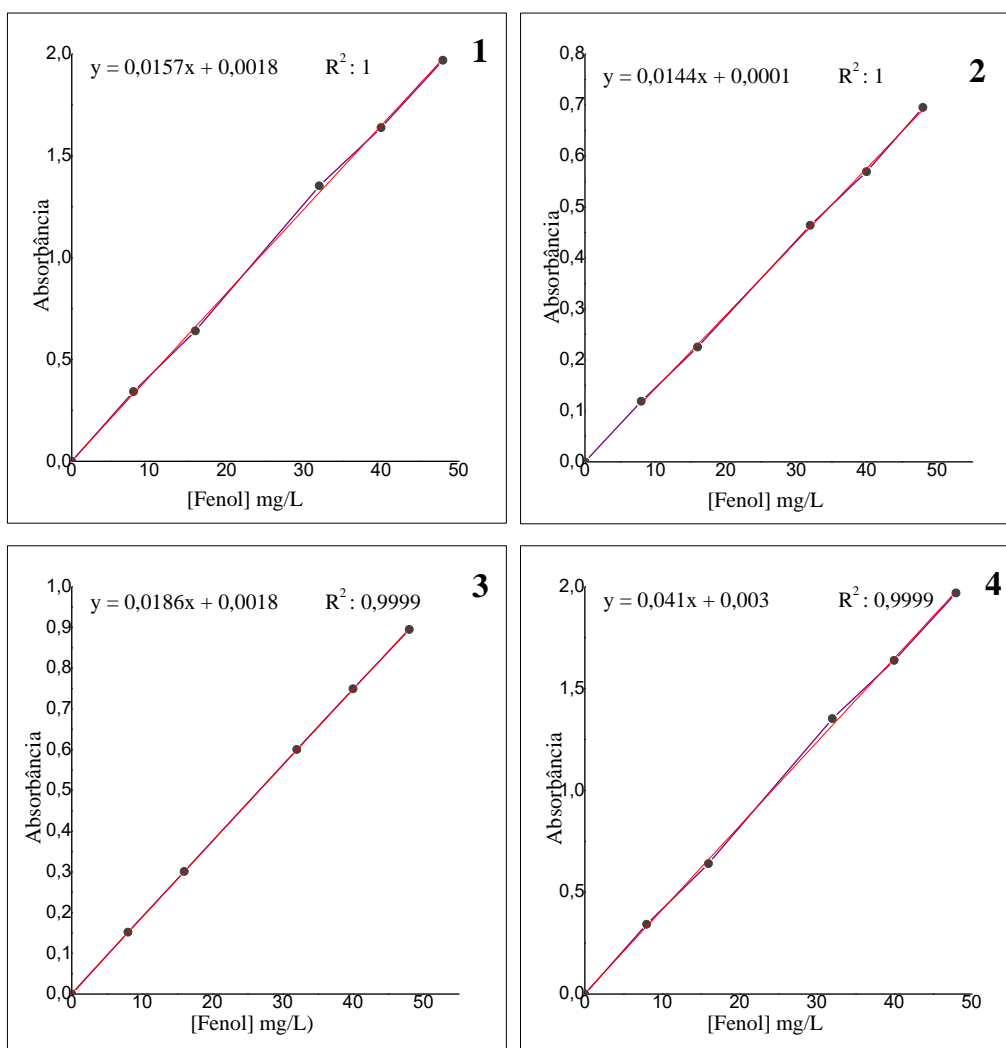 y = 0,0157x + 0,0018 R²: 1 1
2,0
1,5
1,0
0,5
0,0
Absorbância
0 10 20 30 40 50
[Fenol] mg/L
y = 0,0144x + 0,0001 R²: 1 2
0,8
0,7
0,6
0,5
0,4
0,3
0,2
0,1
0,0
Absorbância
0 10 20 30 40 50
[Fenol] mg/L
y = 0,0186x + 0,0018 R²: 0,9999 3
1,0
0,9
0,8
0,7
0,6
0,5
0,4
0,3
0,2
0,1
0,0
Absorbância
0 10 20 30 40 50
[Fenol] mg/L)
y = 0,041x + 0,003 R²: 0,9999 4
2,0
1,5
1,0
0,5
0,0
Absorbância
0 10 20 30 40 50
[Fenol] mg/L